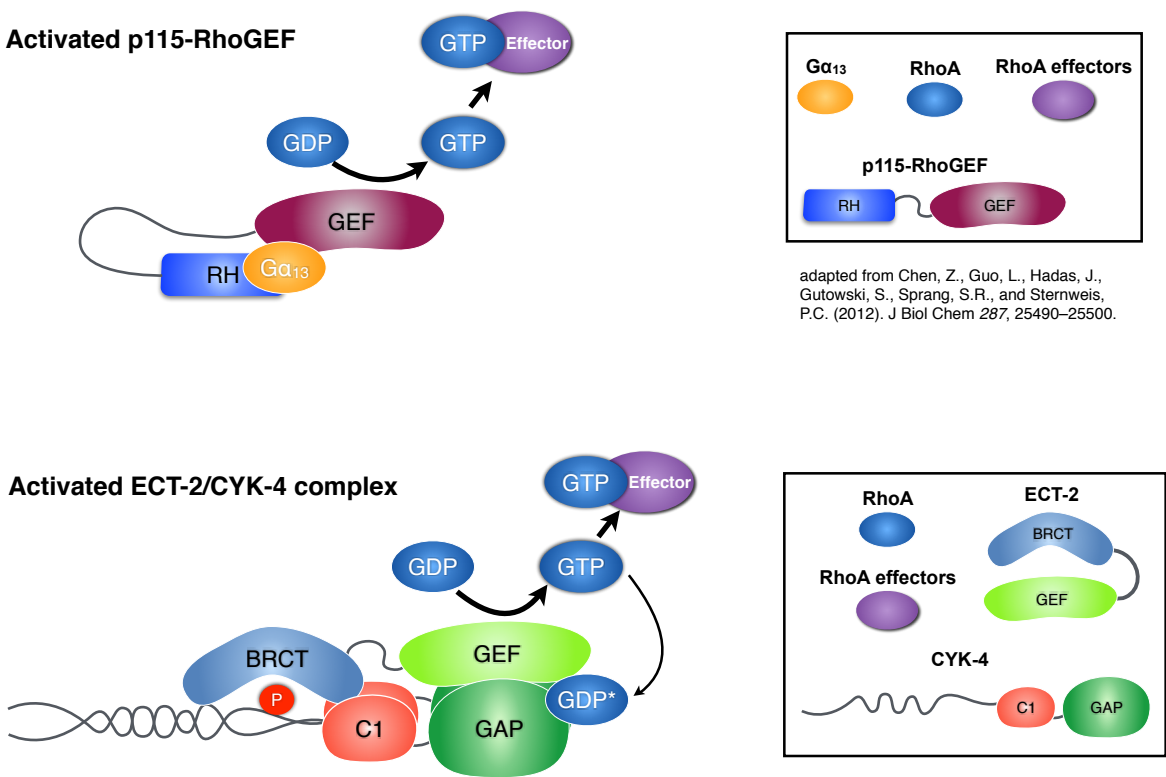 Activated p115-RhoGEF
GTP
Effector
GDP
GTP
GEF
RH
Gα₁₃
Gα₁₃
RhoA
RhoA effectors
p115-RhoGEF
RH
GEF
adapted from Chen, Z., Guo, L., Hadas, J.,
Gutowski, S., Sprang, S.R., and Sternweis,
P.C. (2012). J Biol Chem 287, 25490–25500.
Activated ECT-2/CYK-4 complex
GTP
Effector
GDP
GTP
BRCT
GEF
P
GDP*
C1
GAP
RhoA
ECT-2
BRCT
RhoA effectors
GEF
CYK-4
C1
GAP